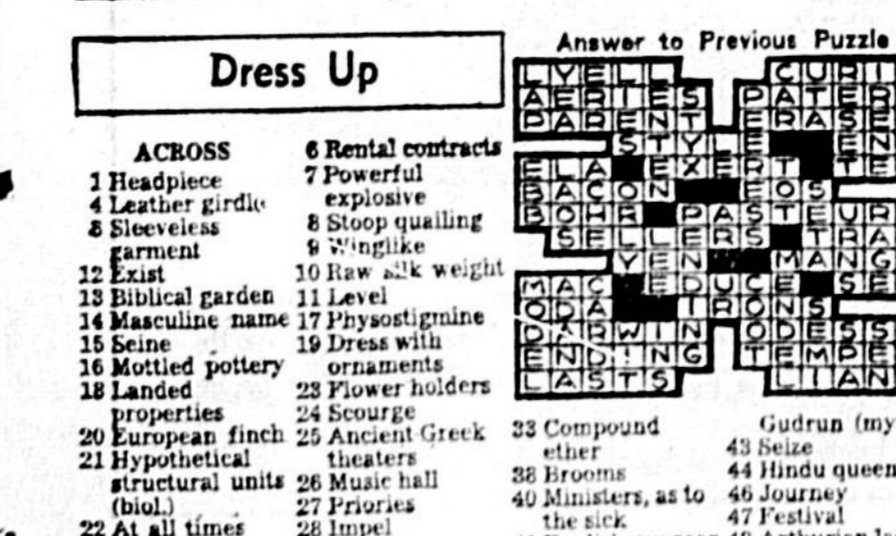 Dress Up
ACROSS
1 Headpiece
4 Leather girdle
8 Sleeveless
garment
12 Exist
13 Biblical garden
14 Masculine name
15 Seine
16 Mottled pottery
18 Landed
properties
20 European finch
21 Hypothetical
structural units
(biol.)
22 At all times
6 Rental contracts
7 Powerful
explosive
8 Stoop quailing
9 Winglike
10 Raw silk weight
11 Level
17 Physostigmine
19 Dress with
ornaments
23 Flower holders
24 Scourge
25 Ancient Greek
theaters
26 Music hall
27 Priories
28 Impel
Answer to Previous Puzzle
LYELL CURI
AERIES PATER
PARENT ERASE
STYLE EN
ELA EXERT TE
BACON EOS
BOHR PASTEUR
SELLERS TRA
YEN MANG
MAC EDUCE SE
ODA TRONS
DARWIN ODESS
ENDING TEMPE
LASTS LIAN
33 Compound
ether
38 Brooms
40 Ministers, as to
the sick
Gudrun (my
43 Seize
44 Hindu queen
46 Journey
47 Festival